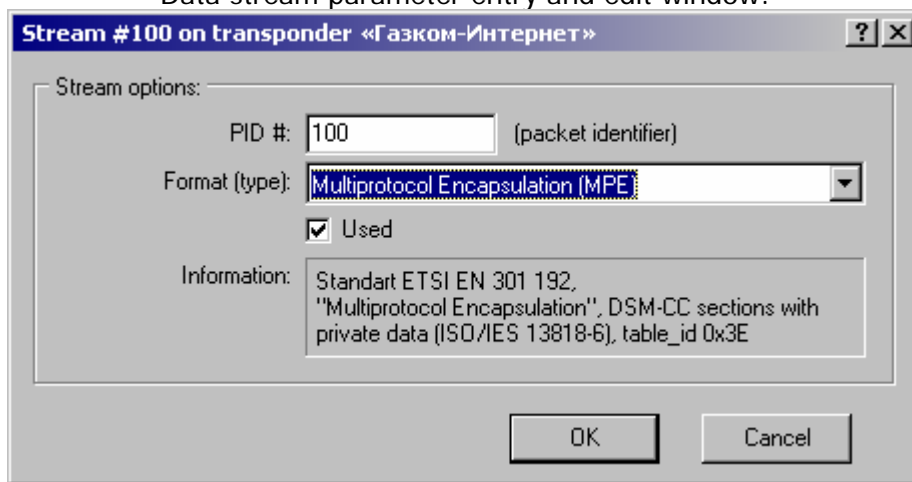 Data stream parameter entry and edit window:
Stream #100 on transponder «Газком-Интернет»
Stream options:
PID #: 100 (packet identifier)
Format (type): Multiprotocol Encapsulation (MPE)
Used
Information: Standart ETSI EN 301 192,
"Multiprotocol Encapsulation", DSM-CC sections with
private data (ISO/IES 13818-6), table_id 0x3E
OK Cancel